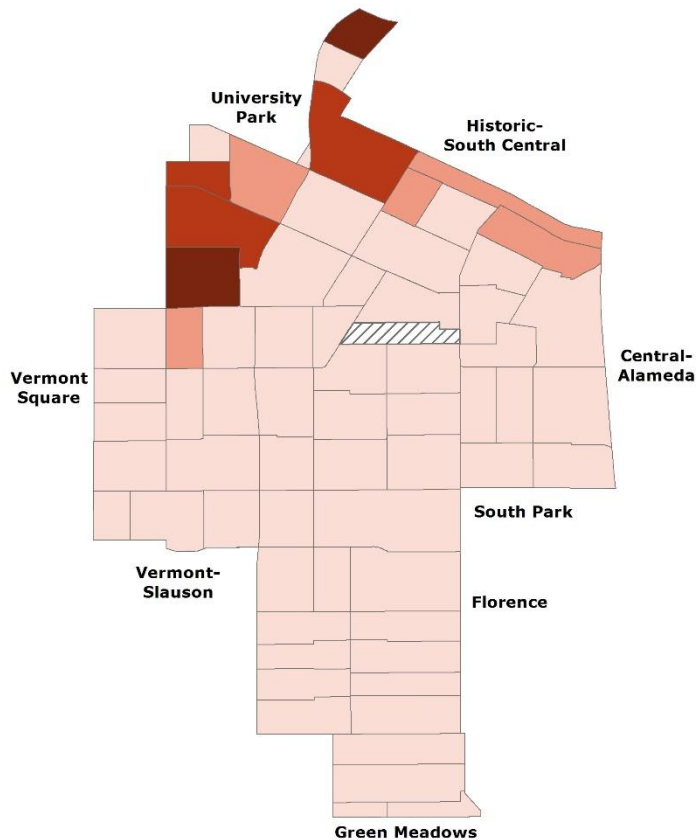 University
Park
Historic-
South Central
Vermont
Square
Central-
Alameda
South Park
Vermont-
Slauson
Florence
Green Meadows